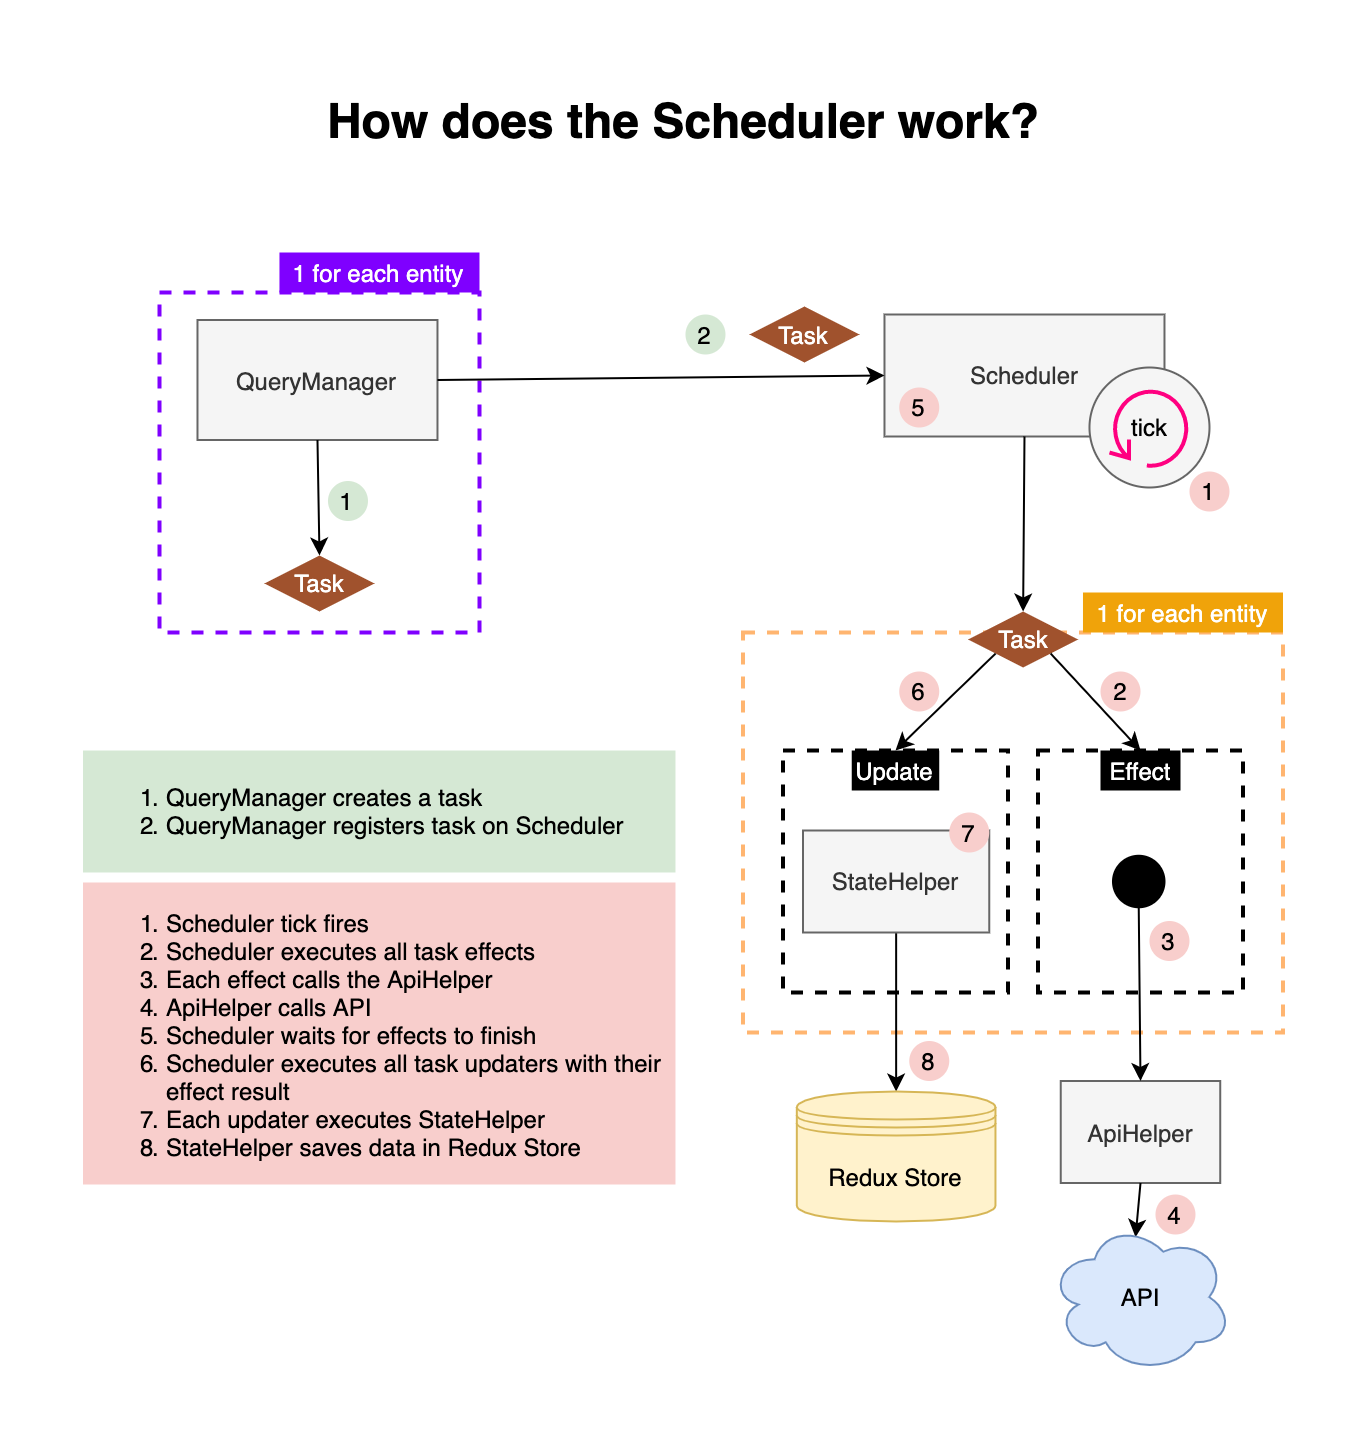 How does the Scheduler work?
1 for each entity
QueryManager
1
Task
2
Task
Scheduler
5
tick
1
1 for each entity
Task
6
2
Update
Effect
7
StateHelper
3
8
Redux Store
ApiHelper
4
API
1. QueryManager creates a task
2. QueryManager registers task on Scheduler
1. Scheduler tick fires
2. Scheduler executes all task effects
3. Each effect calls the ApiHelper
4. ApiHelper calls API
5. Scheduler waits for effects to finish
6. Scheduler executes all task updaters with their
effect result
7. Each updater executes StateHelper
8. StateHelper saves data in Redux Store